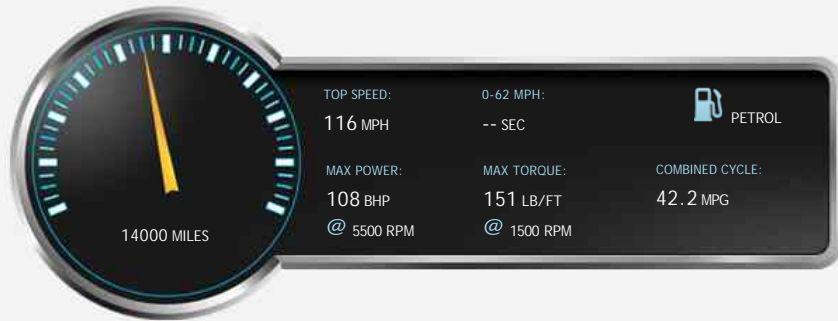 TOP SPEED:
116 MPH
0-62 MPH:
-- SEC
PETROL
MAX POWER:
108 BHP
@ 5500 RPM
MAX TORQUE:
151 LB/FT
@ 1500 RPM
COMBINED CYCLE:
42.2 MPG
14000 MILES